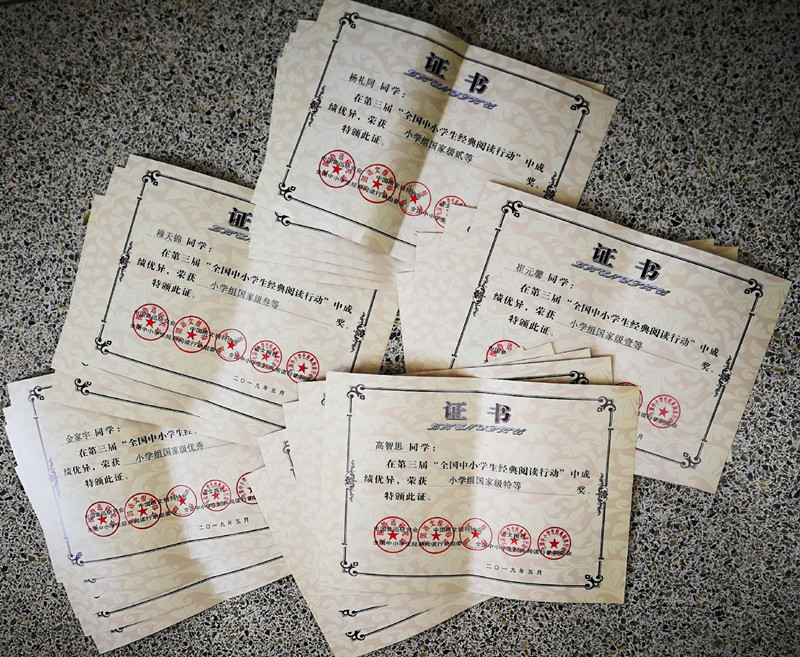 证书
杨礼同 同学：
在第三届“全国中小学生经典阅读行动”中成
绩优异，荣获 小学组国家级贰等 奖。
特颁此证。
证书
崔元馨 同学：
在第三届“全国中小学生经典阅读行动”中成
绩优异，荣获 小学组国家级壹等 奖。
特颁此证。
证
穆天锦 同学：
在第三届“全国中小学生经典阅读行动”中成
绩优异，荣获 小学组国家级叁等 奖。
特颁此证。
二〇一九年五月
金家宇 同学：
在第三届“全国中小学生经
绩优异，荣获 小学组国家级优秀
特颁此证。
二〇一九年五月
证书
高智思 同学：
在第三届“全国中小学生经典阅读行动”中成
绩优异，荣获 小学组国家级特等 奖。
特颁此证。
二〇一九年五月